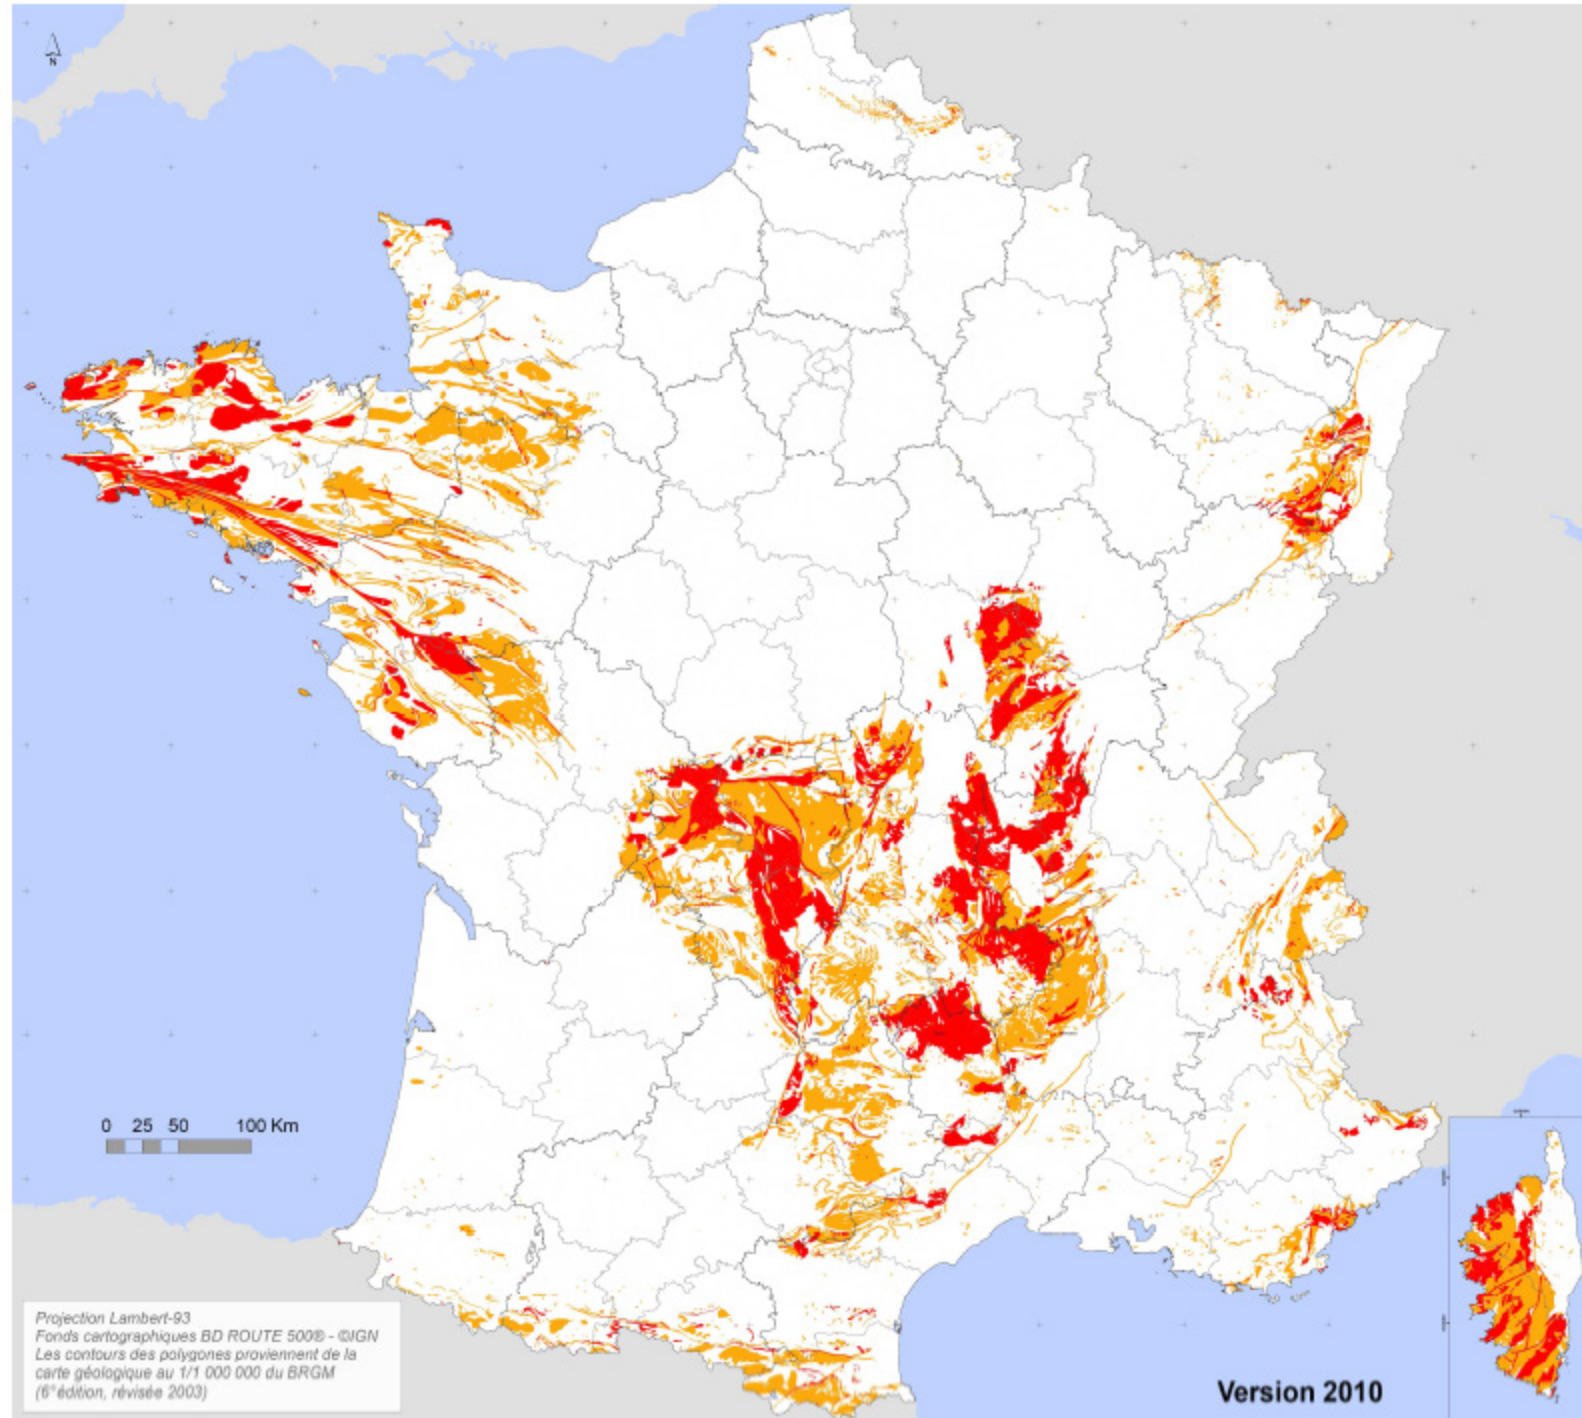 N
0 25 50 100 Km
Projection Lambert-93
Fonds cartographiques BD ROUTE 500® - ©IGN
Les contours des polygones proviennent de la
carte géologique au 1/1 000 000 du BRGM
(6° édition, révisée 2003)
Version 2010